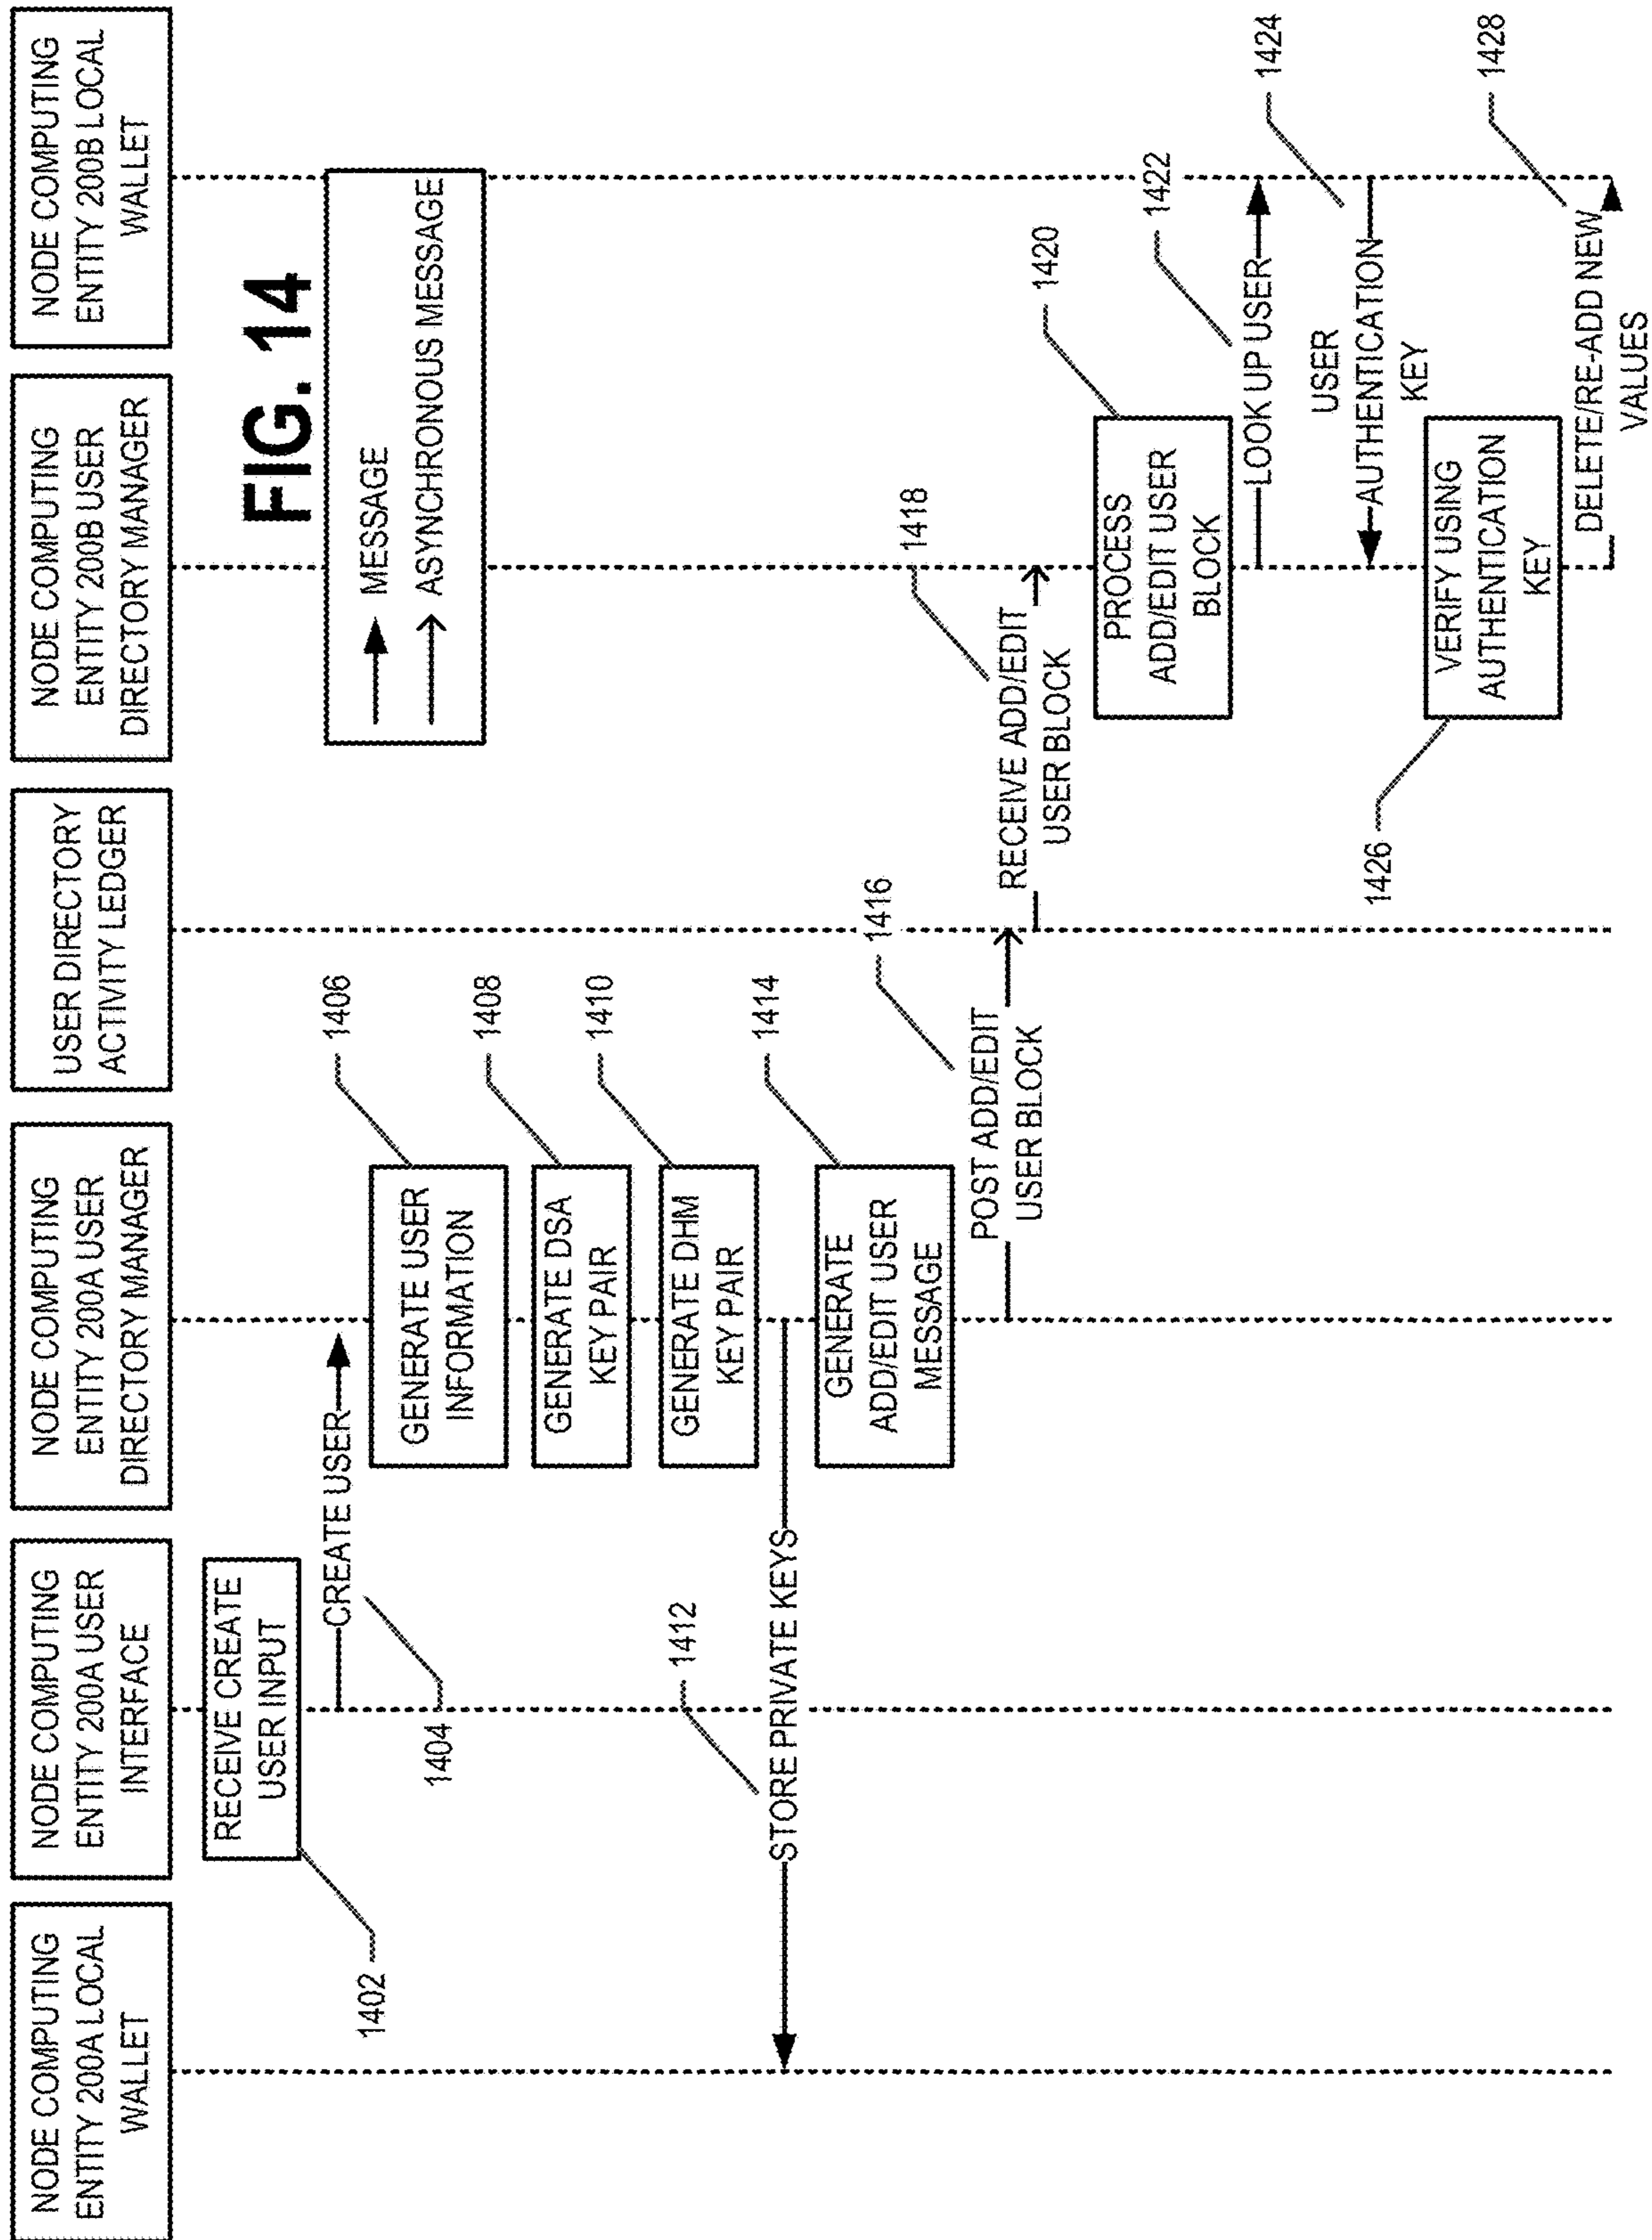 NODE COMPUTING
ENTITY 200A LOCAL
WALLET
NODE COMPUTING
ENTITY 200A USER
INTERFACE
NODE COMPUTING
ENTITY 200A USER
DIRECTORY MANAGER
USER DIRECTORY
ACTIVITY LEDGER
NODE COMPUTING
ENTITY 200B USER
DIRECTORY MANAGER
NODE COMPUTING
ENTITY 200B LOCAL
WALLET
FIG. 14
MESSAGE
ASYNCHRONOUS MESSAGE
RECEIVE CREATE
USER INPUT
1402
CREATE USER
1404
GENERATE USER
INFORMATION
1406
GENERATE DSA
KEY PAIR
1408
GENERATE DHM
KEY PAIR
1410
STORE PRIVATE KEYS
1412
GENERATE
ADD/EDIT USER
MESSAGE
1414
POST ADD/EDIT
USER BLOCK
1416
RECEIVE ADD/EDIT
USER BLOCK
1418
PROCESS
ADD/EDIT USER
BLOCK
1420
LOOK UP USER
1422
USER
AUTHENTICATION
KEY
1424
VERIFY USING
AUTHENTICATION
KEY
1426
DELETE/RE-ADD NEW
VALUES
1428